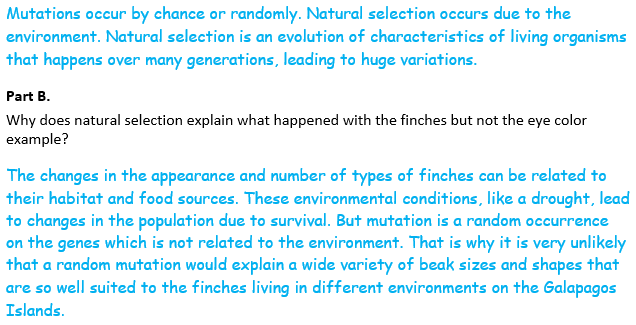 Mutations occur by chance or randomly. Natural selection occurs due to the
environment. Natural selection is an evolution of characteristics of living organisms
that happens over many generations, leading to huge variations.
Part B.
Why does natural selection explain what happened with the finches but not the eye color
example?
The changes in the appearance and number of types of finches can be related to
their habitat and food sources. These environmental conditions, like a drought, lead
to changes in the population due to survival. But mutation is a random occurrence
on the genes which is not related to the environment. That is why it is very unlikely
that a random mutation would explain a wide variety of beak sizes and shapes that
are so well suited to the finches living in different environments on the Galapagos
Islands.